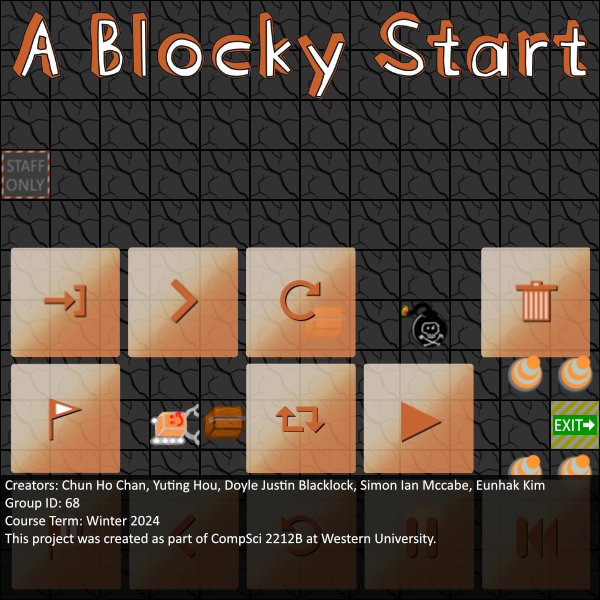 A Blocky Start
STAFF
ONLY
EXIT
Creators: Chun Ho Chan, Yuting Hou, Doyle Justin Blacklock, Simon Ian Mccabe, Eunhak Kim
Group ID: 68
Course Term: Winter 2024
This project was created as part of CompSci 2212B at Western University.